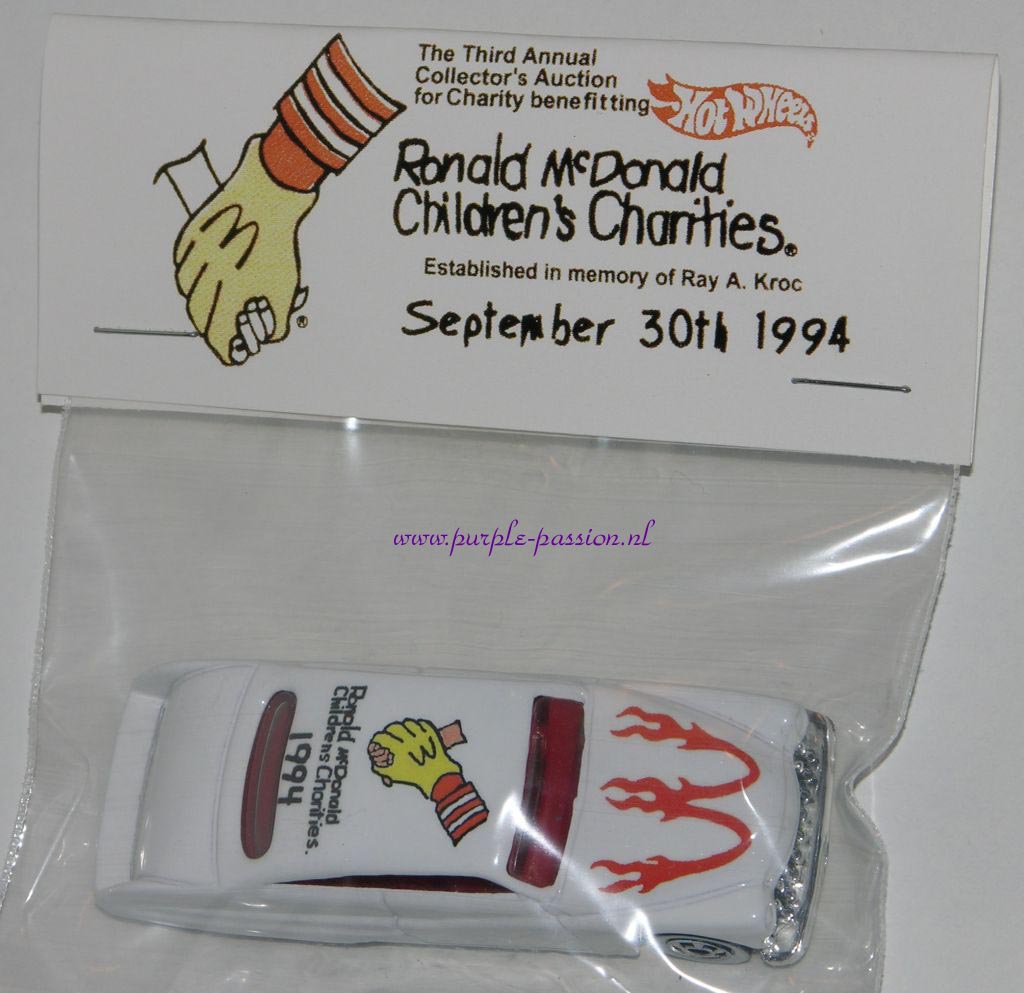 The Third Annual
Collector's Auction
for Charity benefitting
Hot Wheels
Ronald McDonald
Children's Charities®
Established in memory of Ray A. Kroc
September 30th 1994
®
www.purple-passion.nl
Ronald McDonald
Children's Charities.
1994